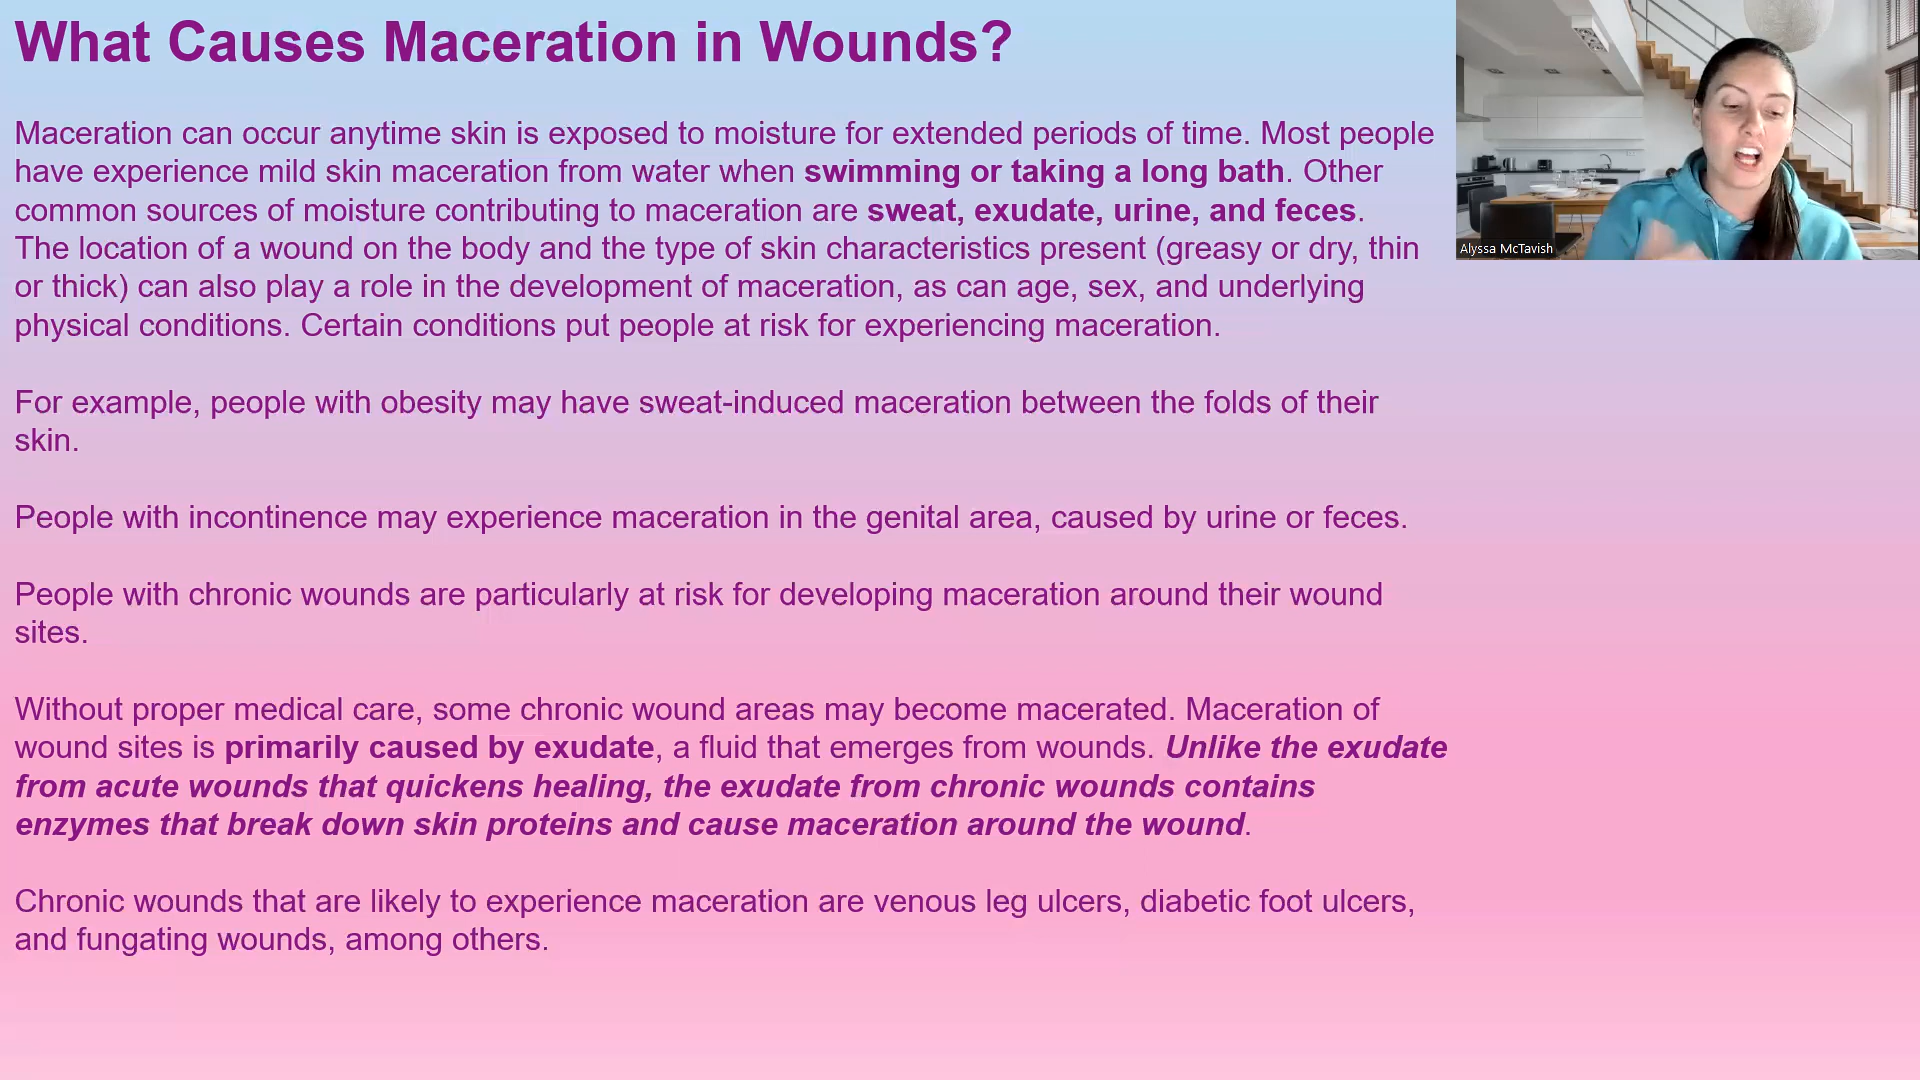 What Causes Maceration in Wounds?
Maceration can occur anytime skin is exposed to moisture for extended periods of time. Most people
have experience mild skin maceration from water when swimming or taking a long bath. Other
common sources of moisture contributing to maceration are sweat, exudate, urine, and feces.
The location of a wound on the body and the type of skin characteristics present (greasy or dry, thin
or thick) can also play a role in the development of maceration, as can age, sex, and underlying
physical conditions. Certain conditions put people at risk for experiencing maceration.
For example, people with obesity may have sweat-induced maceration between the folds of their
skin.
People with incontinence may experience maceration in the genital area, caused by urine or feces.
People with chronic wounds are particularly at risk for developing maceration around their wound
sites.
Without proper medical care, some chronic wound areas may become macerated. Maceration of
wound sites is primarily caused by exudate, a fluid that emerges from wounds. Unlike the exudate
from acute wounds that quickens healing, the exudate from chronic wounds contains
enzymes that break down skin proteins and cause maceration around the wound.
Chronic wounds that are likely to experience maceration are venous leg ulcers, diabetic foot ulcers,
and fungating wounds, among others.
Alyssa McTavish